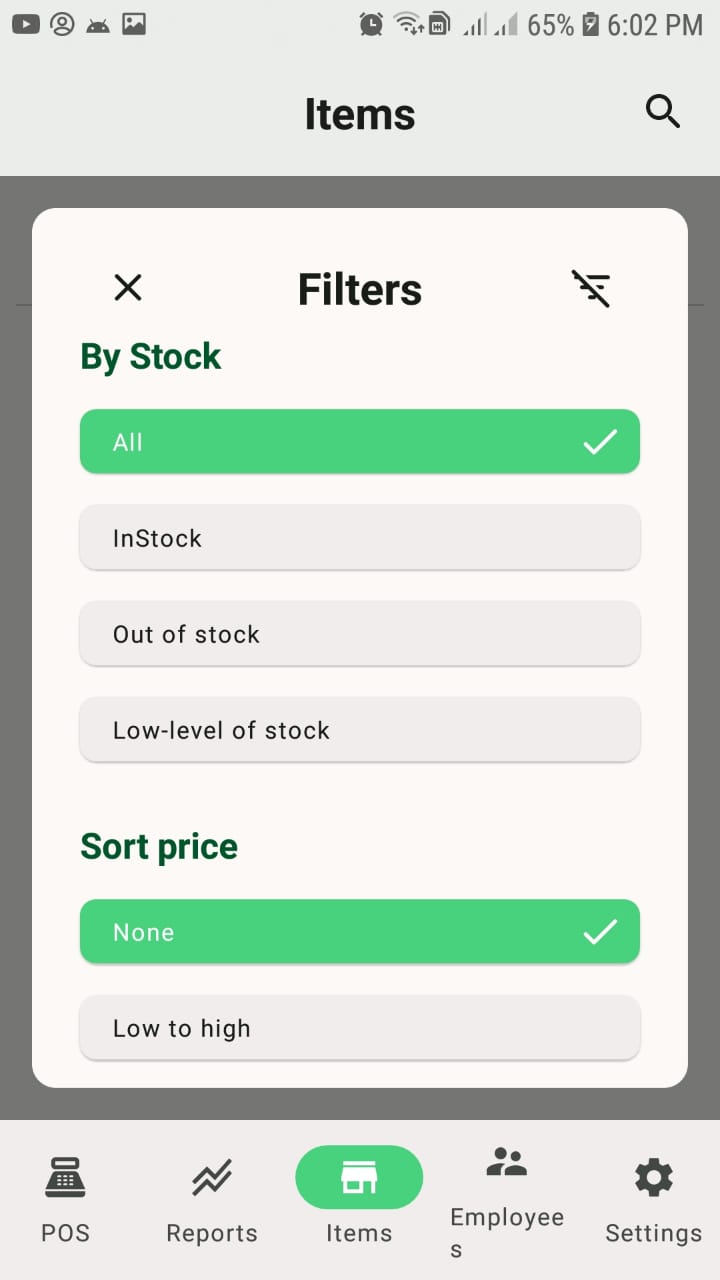 65% 6:02 PM
Items
Filters
By Stock
All
InStock
Out of stock
Low-level of stock
Sort price
None
Low to high
POS
Reports
Items
Employee
s
Settings